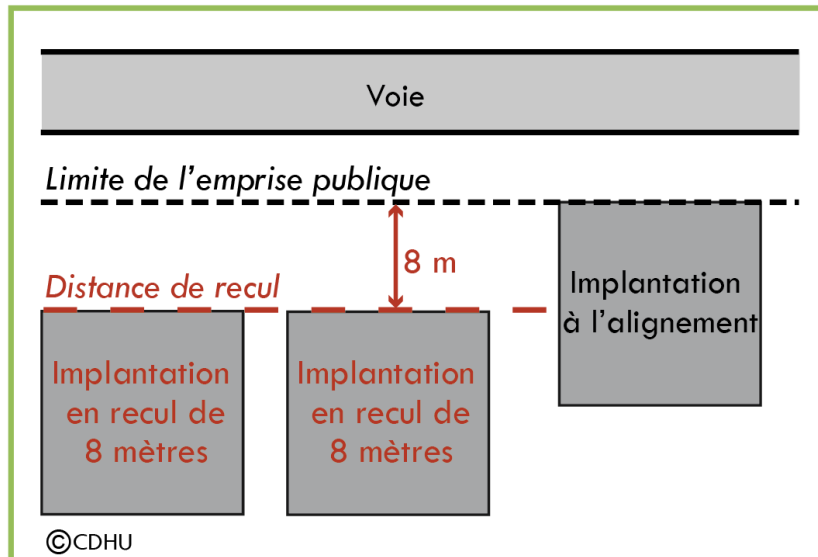 Voie
Limite de l'emprise publique
8 m
Distance de recul
Implantation
à l'alignement
Implantation
en recul de
8 mètres
Implantation
en recul de
8 mètres
©CDHU